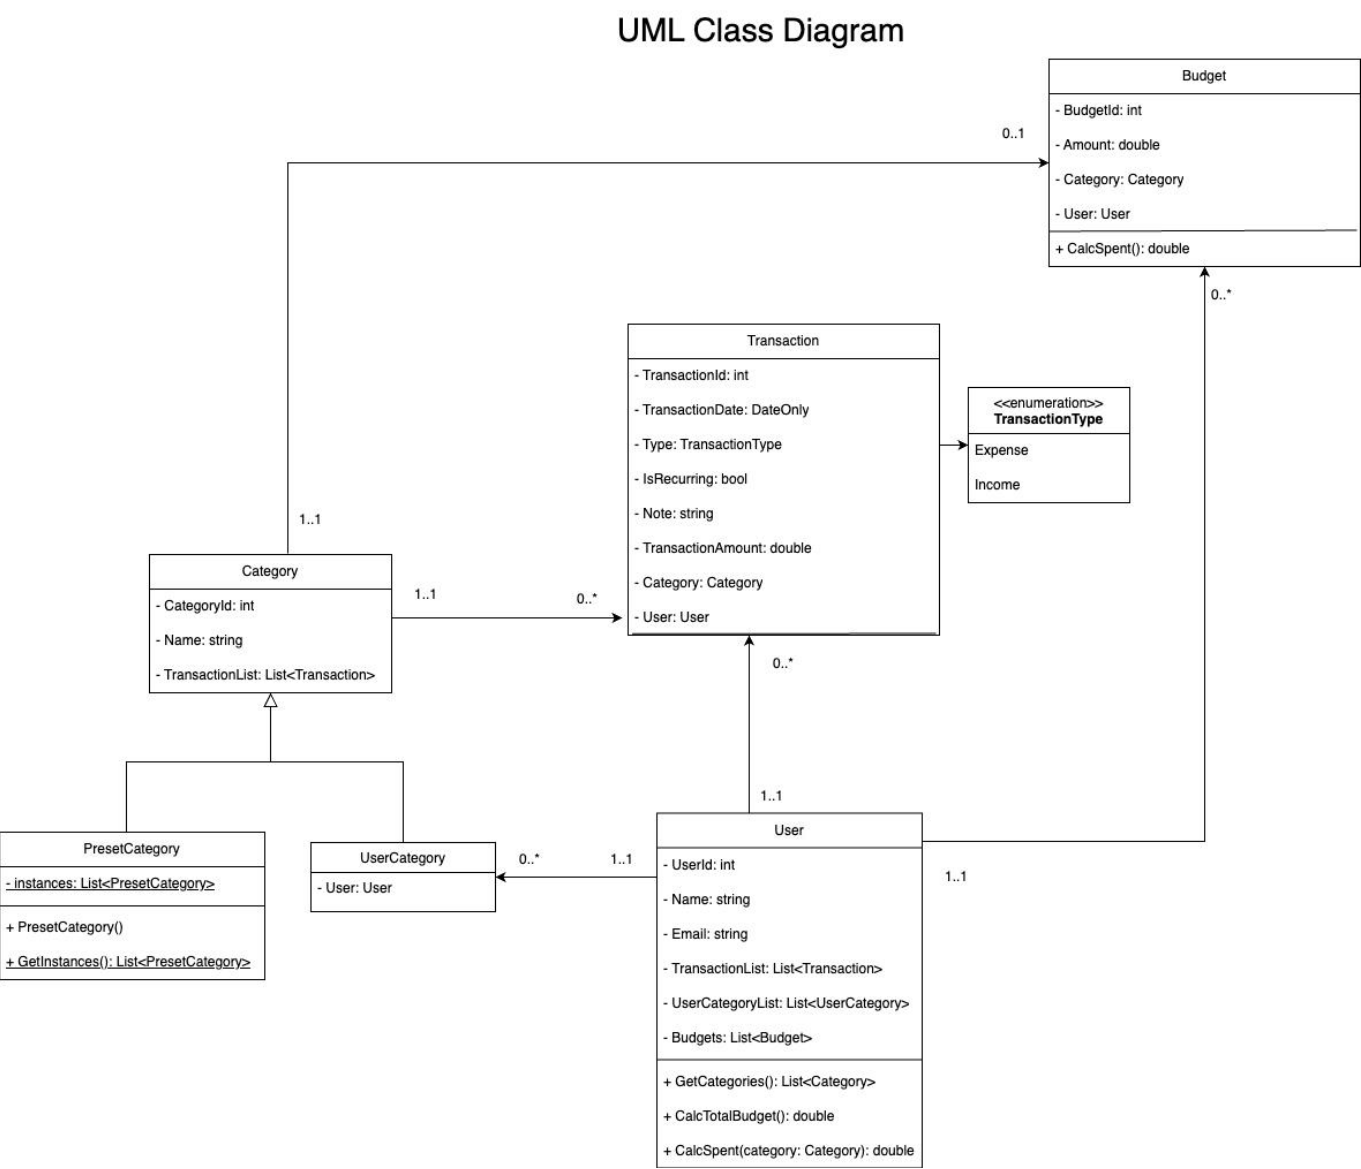 UML Class Diagram
Budget
- BudgetId: int
- Amount: double
- Category: Category
- User: User
+ CalcSpent(): double
0..1
0..*
Transaction
- TransactionId: int
- TransactionDate: DateOnly
- Type: TransactionType
- IsRecurring: bool
- Note: string
- TransactionAmount: double
- Category: Category
- User: User
<<enumeration>>
TransactionType
Expense
Income
1..1
Category
- CategoryId: int
- Name: string
- TransactionList: List<Transaction>
1..1
0..*
0..*
1..1
PresetCategory
- instances: List<PresetCategory>
+ PresetCategory()
+ GetInstances(): List<PresetCategory>
UserCategory
- User: User
0..*
1..1
User
- UserId: int
- Name: string
- Email: string
- TransactionList: List<Transaction>
- UserCategoryList: List<UserCategory>
- Budgets: List<Budget>
+ GetCategories(): List<Category>
+ CalcTotalBudget(): double
+ CalcSpent(category: Category): double
1..1